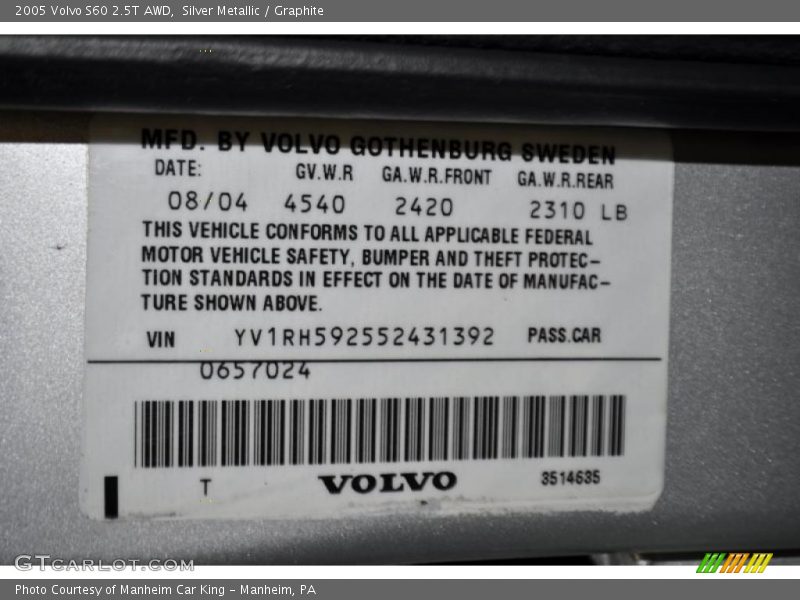 2005 Volvo S60 2.5T AWD,  Silver Metallic / Graphite
MFD. BY VOLVO GOTHENBURG SWEDEN
DATE: GV.W.R GA.W.R.FRONT GA.W.R.REAR
08/04 4540 2420 2310 LB
THIS VEHICLE CONFORMS TO ALL APPLICABLE FEDERAL
MOTOR VEHICLE SAFETY, BUMPER AND THEFT PROTEC-
TION STANDARDS IN EFFECT ON THE DATE OF MANUFAC-
TURE SHOWN ABOVE.
VIN YV1RH592552431392 PASS.CAR
0657024
T VOLVO 3514635
GTcarlot.com
Photo Courtesy of Manheim Car King - Manheim, PA